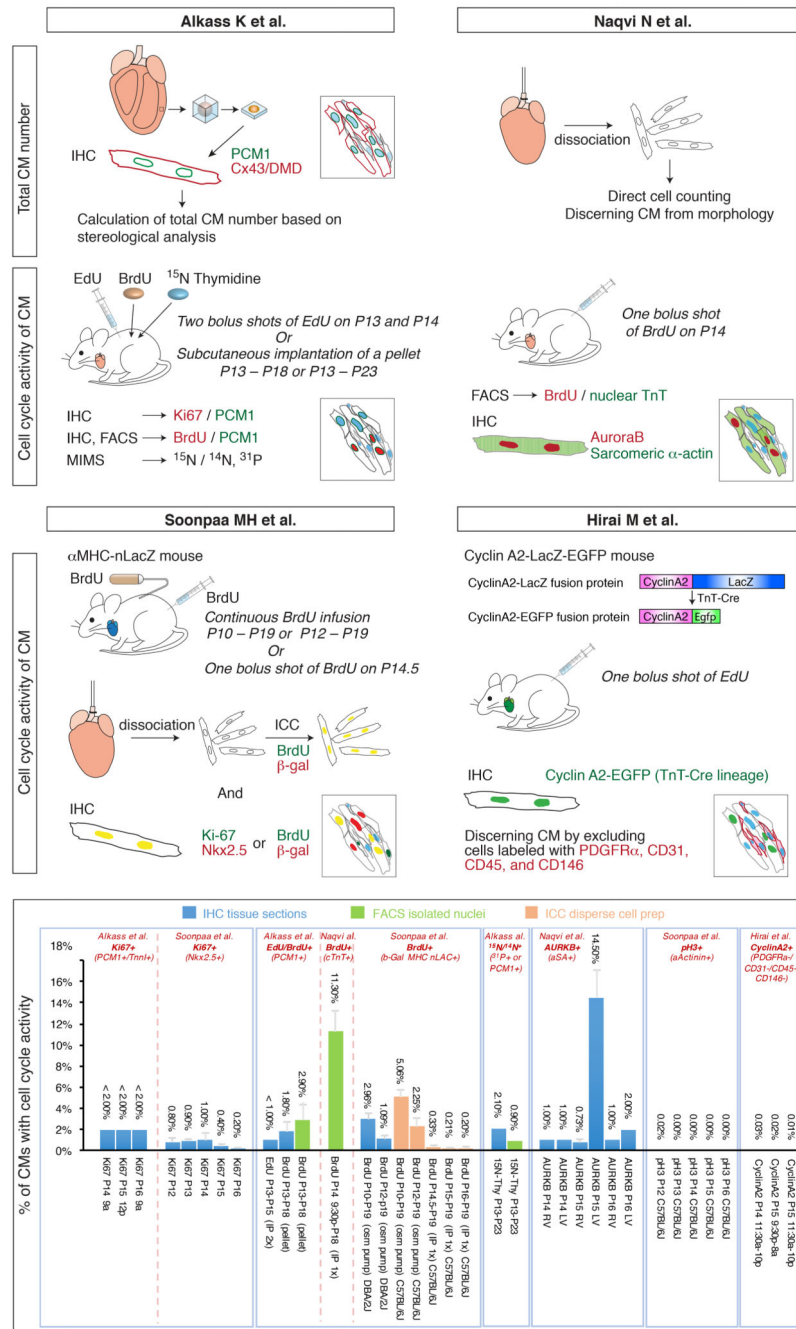 Alkass K et al.
Naqvi N et al.
Total CM number
IHC
PCM1
Cx43/DMD
Calculation of total CM number based on
stereological analysis
dissociation
Direct cell counting
Discerning CM from morphology
Cell cycle activity of CM
EdU
BrdU
15N Thymidine
Two bolus shots of EdU on P13 and P14
Or
Subcutaneous implantation of a pellet
P13 – P18 or P13 – P23
IHC
Ki67 / PCM1
IHC, FACS
BrdU / PCM1
MIMS
15N / 14N, 31P
One bolus shot
of BrdU on P14
FACS
BrdU / nuclear TnT
IHC
AuroraB
Sarcomeric α-actin
Soonpaa MH et al.
Hirai M et al.
Cell cycle activity of CM
αMHC-nLacZ mouse
BrdU
BrdU
Continuous BrdU infusion
P10 – P19 or P12 – P19
Or
One bolus shot of BrdU on P14.5
dissociation
ICC
BrdU
β-gal
And
IHC
Ki-67
Nkx2.5
or
BrdU
β-gal
Cyclin A2-LacZ-EGFP mouse
CyclinA2-LacZ fusion protein
CyclinA2
LacZ
TnT-Cre
CyclinA2-EGFP fusion protein
CyclinA2
Egfp
One bolus shot of EdU
IHC
Cyclin A2-EGFP (TnT-Cre lineage)
Discerning CM by excluding
cells labeled with PDGFRα, CD31,
CD45, and CD146
IHC tissue sections
FACS isolated nuclei
ICC disperse cell prep
% of CMs with cell cycle activity
18%
16%
14%
12%
10%
8%
6%
4%
2%
0%
Alkass et al.
Ki67+
(PCM1+/TnnI+)
Soonpaa et al.
Ki67+
(Nkx2.5+)
Alkass et al.
EdU/BrdU+
(PCM1+)
Naqvi et al.
BrdU+
(cTnT+)
Soonpaa et al.
BrdU+
(b-Gal MHC nLAC+)
Alkass et al.
15N/14N+
(31P+ or
PCM1+)
Naqvi et al.
AURKB+
(aSA+)
Soonpaa et al.
pH3+
(aActinin+)
Hirai et al.
CyclinA2+
(PDGFRa-/
CD31-/CD45-/
CD146-)
< 2.00%
< 2.00%
< 2.00%
0.80%
0.90%
1.00%
0.40%
0.20%
< 1.00%
1.80%
2.90%
11.30%
2.96%
1.09%
5.06%
2.25%
0.33%
0.21%
0.20%
2.10%
0.90%
1.00%
1.00%
0.73%
14.50%
1.00%
2.00%
0.02%
0.00%
0.00%
0.00%
0.00%
0.03%
0.02%
0.01%
Ki67 P14 9a
Ki67 P15 12p
Ki67 P16 9a
Ki67 P12
Ki67 P13
Ki67 P14
Ki67 P15
Ki67 P16
EdU P13-P15 (IP 2x)
BrdU P13-P18 (pellet)
BrdU P13-P18 (pellet)
BrdU P14 9:30p-P18 (IP 1x)
BrdU P10-P19 (osm pump) DBA/2J
BrdU P12-p19 (osm pump) DBA/2J
BrdU P10-P19 (osm pump) C57BL/6J
BrdU P12-P19 (osm pump) C57BL/6J
BrdU P14.5-P19 (IP 1x) C57BL/6J
BrdU P15-P19 (IP 1x) C57BL/6J
BrdU P16-P19 (IP 1x) C57BL/6J
15N-Thy P13-P23
15N-Thy P13-P23
AURKB P14 RV
AURKB P14 LV
AURKB P15 RV
AURKB P15 LV
AURKB P16 RV
AURKB P16 LV
pH3 P12 C57BL/6J
pH3 P13 C57BL/6J
pH3 P14 C57BL/6J
pH3 P15 C57BL/6J
pH3 P16 C57BL/6J
CyclinA2 P14 11:30a-10p
CyclinA2 P15 9:30p-8a
CyclinA2 P15 11:30a-10p